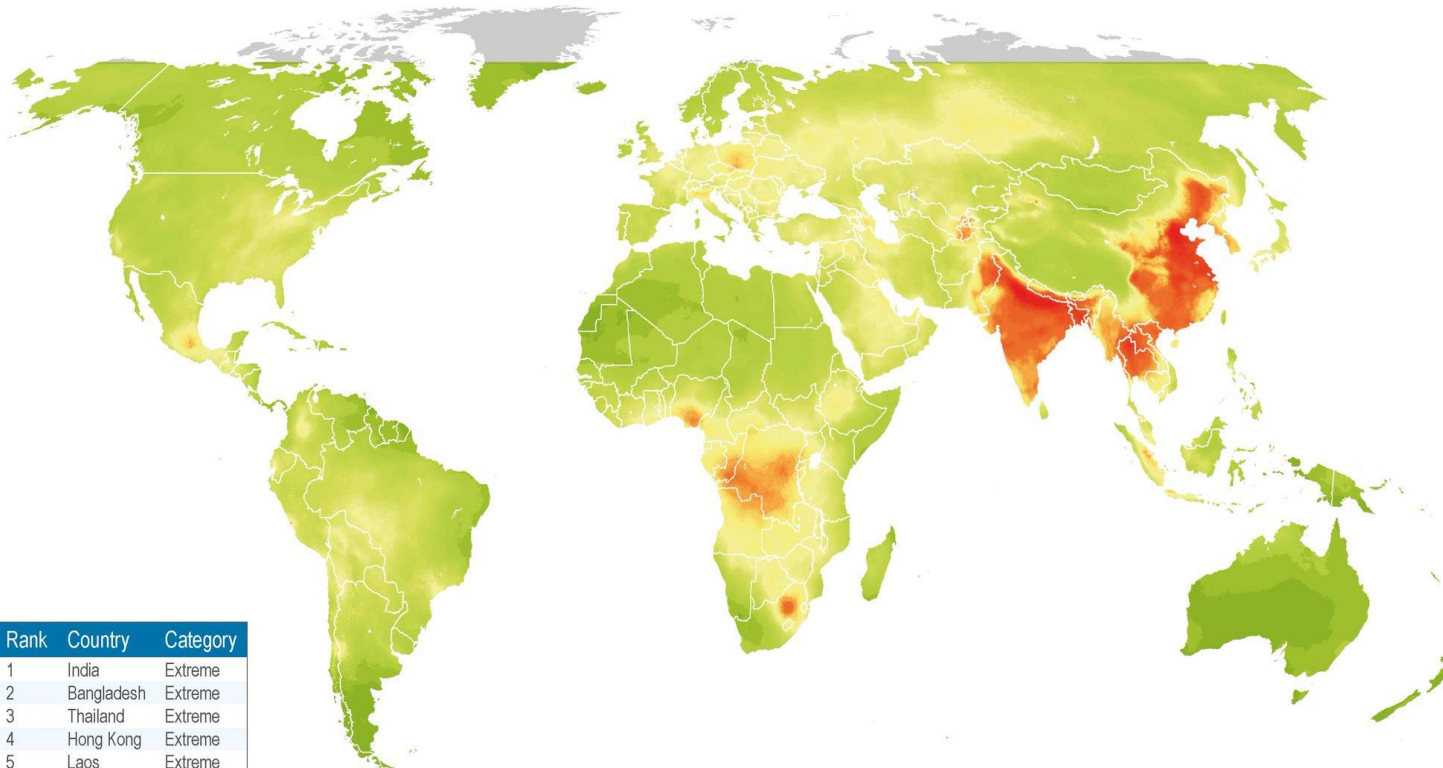 Rank Country Category
1 India Extreme
2 Bangladesh Extreme
3 Thailand Extreme
4 Hong Kong Extreme
5 Laos Extreme